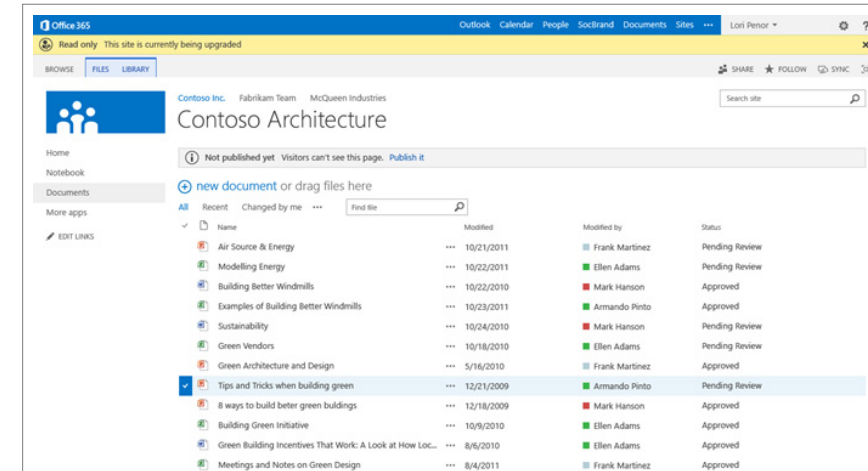 Office 365 Outlook Calendar People SocBrand Documents Sites ••• Lori Penor ?
Read only This site is currently being upgraded x
BROWSE FILES LIBRARY SHARE FOLLOW SYNC
Contoso Inc. Fabrikam Team McQueen Industries Search site
Contoso Architecture
Home
Notebook
Documents
More apps
EDIT LINKS
Not published yet Visitors can't see this page. Publish it
new document or drag files here
All Recent Changed by me ••• Find file
Name Modified Modified by Status
Air Source & Energy ••• 10/21/2011 Frank Martinez Pending Review
Modelling Energy ••• 10/22/2011 Ellen Adams Pending Review
Building Better Windmills ••• 10/22/2010 Mark Hanson Approved
Examples of Building Better Windmills ••• 10/23/2011 Armando Pinto Approved
Sustainability ••• 10/24/2010 Mark Hanson Pending Review
Green Vendors ••• 10/18/2010 Ellen Adams Pending Review
Green Architecture and Design ••• 5/16/2010 Frank Martinez Approved
Tips and Tricks when building green ••• 12/21/2009 Armando Pinto Pending Review
8 ways to build beter green buldings ••• 12/18/2009 Mark Hanson Approved
Building Green Initiative ••• 10/9/2010 Ellen Adams Approved
Green Building Incentives That Work: A Look at How Loc... ••• 8/6/2010 Ellen Adams Approved
Meetings and Notes on Green Design ••• 8/4/2011 Frank Martinez Approved